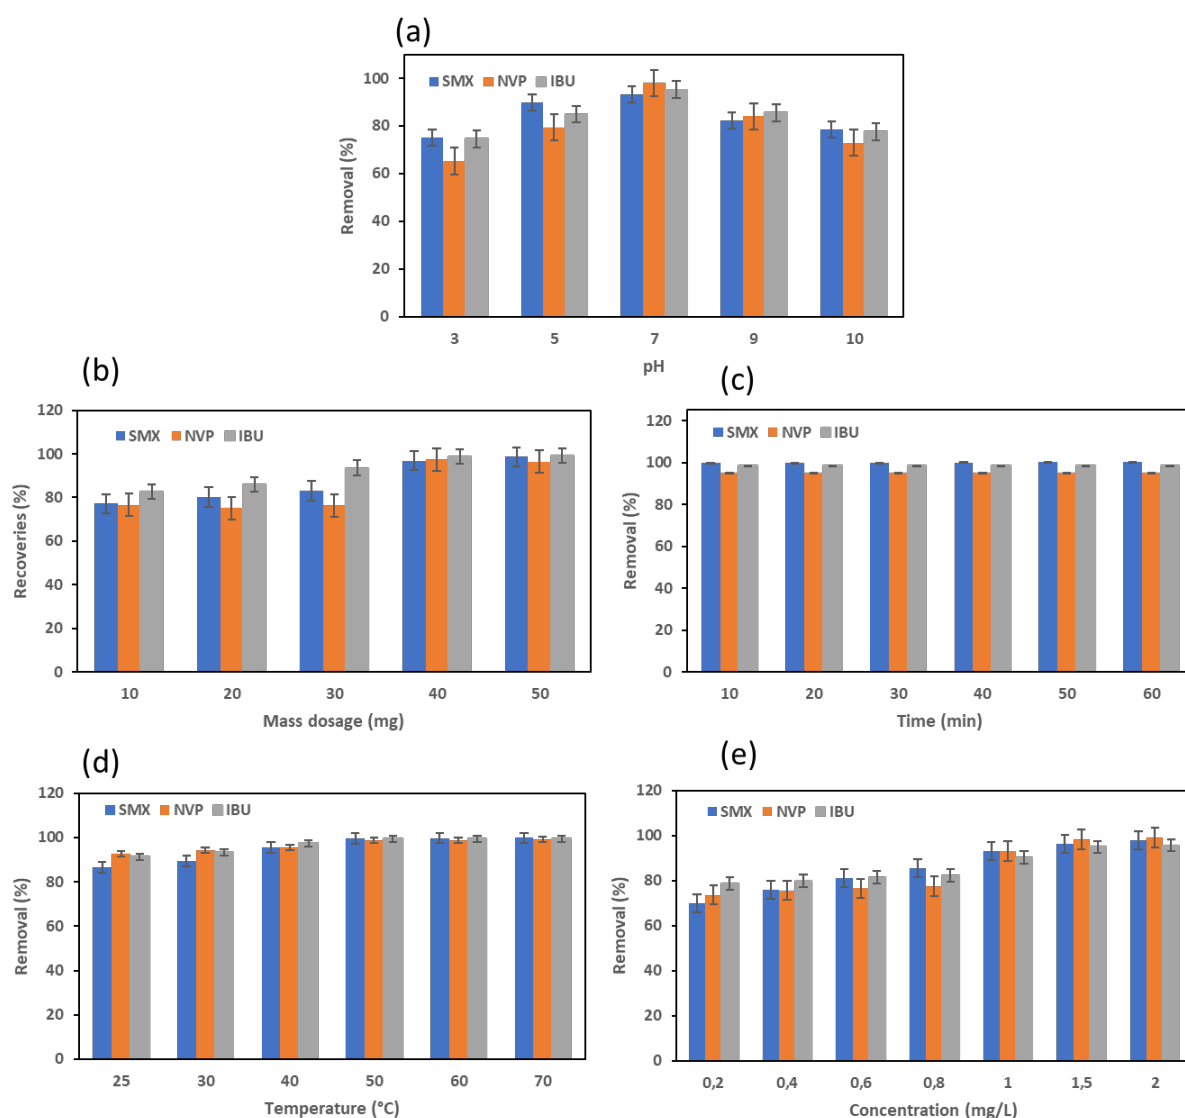 (a)
SMX NVP IBU
100
80
60
40
20
0
Removal (%)
3 5 7 9 10
pH
(b)
120
100
80
60
40
20
0
SMX NVP IBU
Recoveries (%)
10 20 30 40 50
Mass dosage (mg)
(c)
120
100
80
60
40
20
0
SMX NVP IBU
Removal (%)
10 20 30 40 50 60
Time (min)
(d)
120
100
80
60
40
20
0
SMX NVP IBU
Removal (%)
25 30 40 50 60 70
Temperature (°C)
(e)
120
100
80
60
40
20
0
SMX NVP IBU
Removal (%)
0,2 0,4 0,6 0,8 1 1,5 2
Concentration (mg/L)